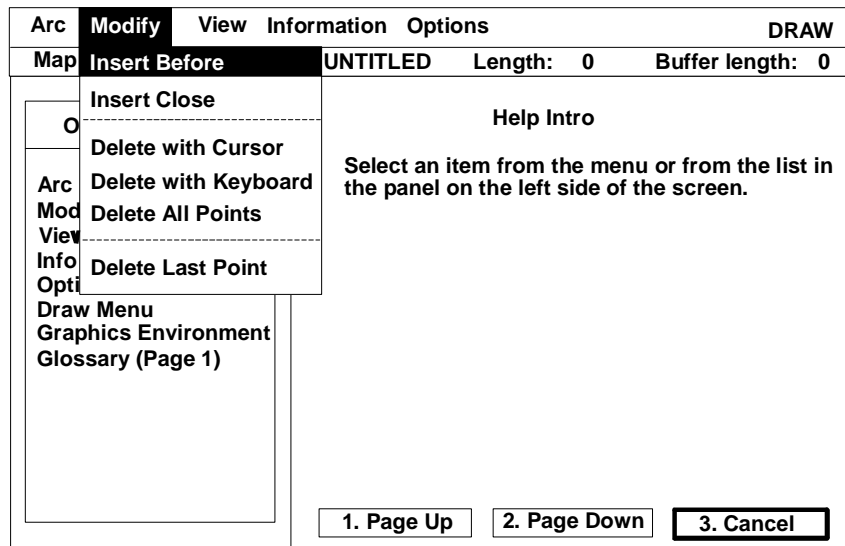 Arc Modify View Information Options DRAW
Map Insert Before UNTITLED Length: 0 Buffer length: 0
Insert Close
O
Help Intro
Delete with Cursor
Select an item from the menu or from the list in
Arc Delete with Keyboard the panel on the left side of the screen.
Mod Delete All Points
View
Info Delete Last Point
Opti
Draw Menu
Graphics Environment
Glossary (Page 1)
1. Page Up 2. Page Down 3. Cancel